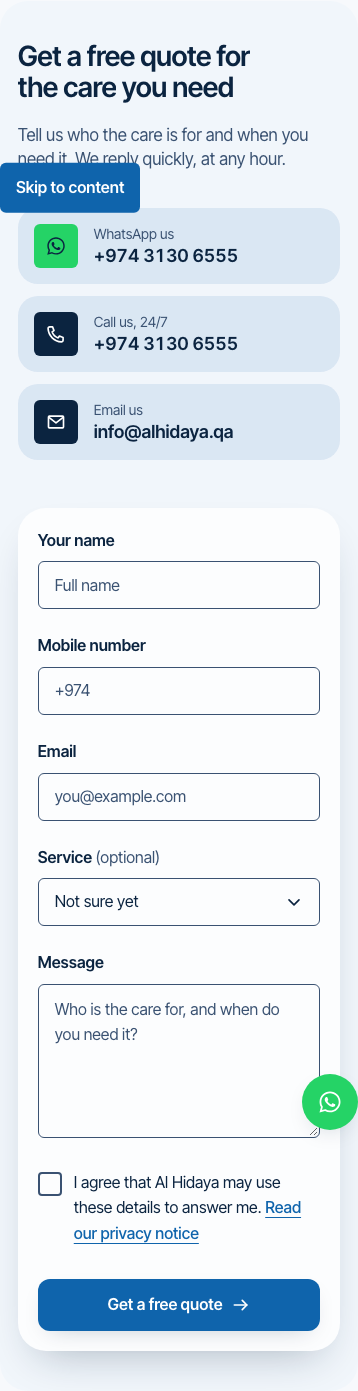 Get a free quote for
the care you need
Tell us who the care is for and when you
need it. We reply quickly, at any hour.
Skip to content
WhatsApp us
+974 3130 6555
Call us, 24/7
+974 3130 6555
Email us
info@alhidaya.qa
Your name
Full name
Mobile number
+974
Email
you@example.com
Service (optional)
Not sure yet
Message
Who is the care for, and when do
you need it?
I agree that Al Hidaya may use
these details to answer me. Read
our privacy notice
Get a free quote →